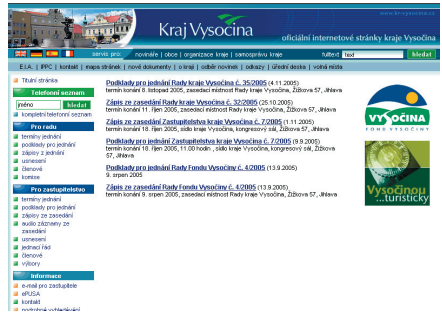 www.kr-vysocina.cz
Kraj Vysočina
oficiální internetové stránky kraje Vysočina
servis pro: novináře | obce | organizace kraje | samosprávu kraje
fulltext text hledat
E.I.A. | IPPC | kontakt | mapa stránek | nové dokumenty | o kraji | odběr novinek | odkazy | úřední deska | volná místa
Titulní stránka
Telefonní seznam
jméno hledat
kompletní telefonní seznam
Pro radu
termíny jednání
podklady pro jednání
zápisy z jednání
usnesení
členové
komise
Pro zastupitelstvo
termíny jednání
podklady pro jednání
zápisy ze zasedání
audio záznamy ze
zasedání
usnesení
jednací řád
členové
výbory
Informace
e-mail pro zastupitele
ePUSA
kontakt
podrobné vyhledávání
Podklady pro jednání Rady kraje Vysočina č. 35/2005 (4.11.2005)
termín konání 8. listopad 2005, zasedací místnost Rady kraje Vysočina, Žižkova 57, Jihlava
Zápis ze zasedání Rady kraje Vysočina č. 32/2005 (25.10.2005)
termín konání 11. říjen 2005, zasedací místnost Rady kraje Vysočina, Žižkova 57, Jihlava
Zápis ze zasedání Zastupitelstva kraje Vysočina č. 7/2005 (1.11.2005)
termín konání 18. říjen 2005, sídlo kraje Vysočina, kongresový sál, Žižkova 57, Jihlava
Podklady pro jednání Zastupitelstva kraje Vysočina č. 7/2005 (9.9.2005)
termín konání 18. říjen 2005, 11.00 hodin , sídlo kraje Vysočina, kongresový sál, Žižkova
57, Jihlava
Podklady pro jednání Rady Fondu Vysočiny č. 4/2005 (13.9.2005)
9. srpen 2005
Zápis ze zasedání Rady Fondu Vysočiny č. 4/2005 (13.9.2005)
termín konání 9. srpen 2005, zasedací místnost Rady kraje Vysočina, Žižkova 57, Jihlava
VYSOČINA
FOND VYSOČINY
Vysočinou
...turisticky